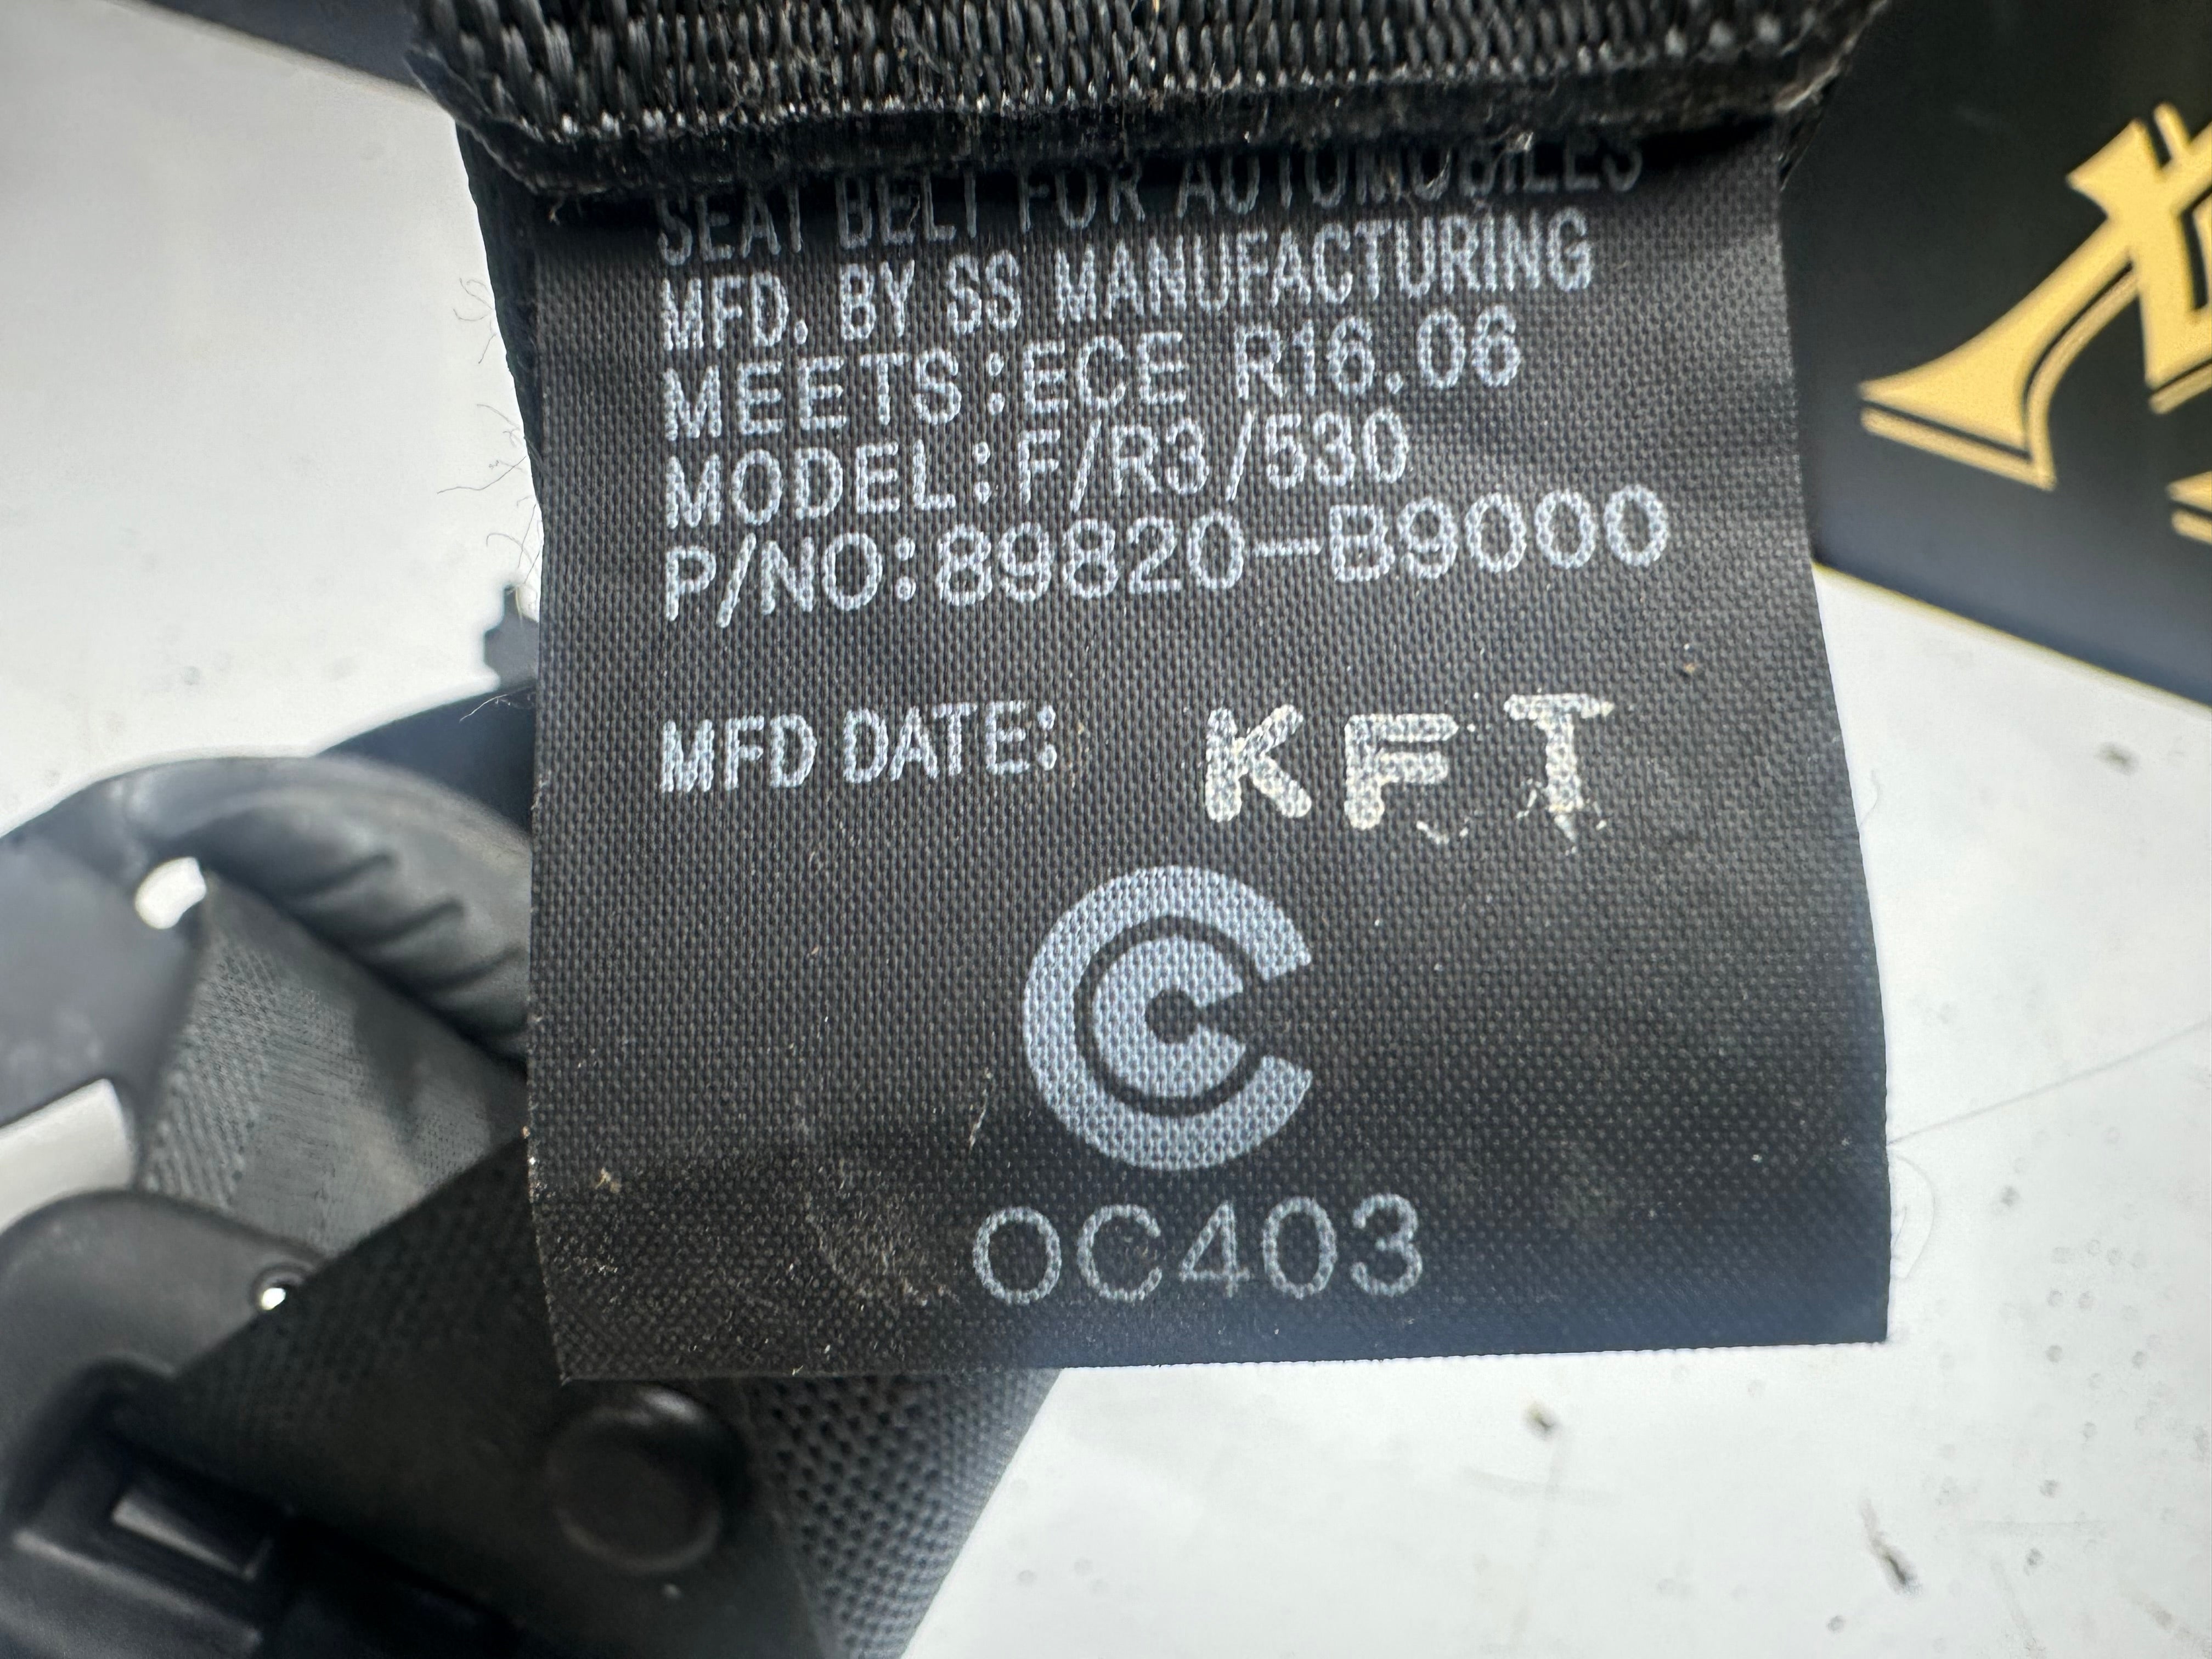 SEAT BELT FOR AUTOMOBILES
MFD. BY SS MANUFACTURING
MEETS:ECE R16.06
MODEL:F/R3/530
P/NO:89820-B9000
MFD DATE: KFT
OC403